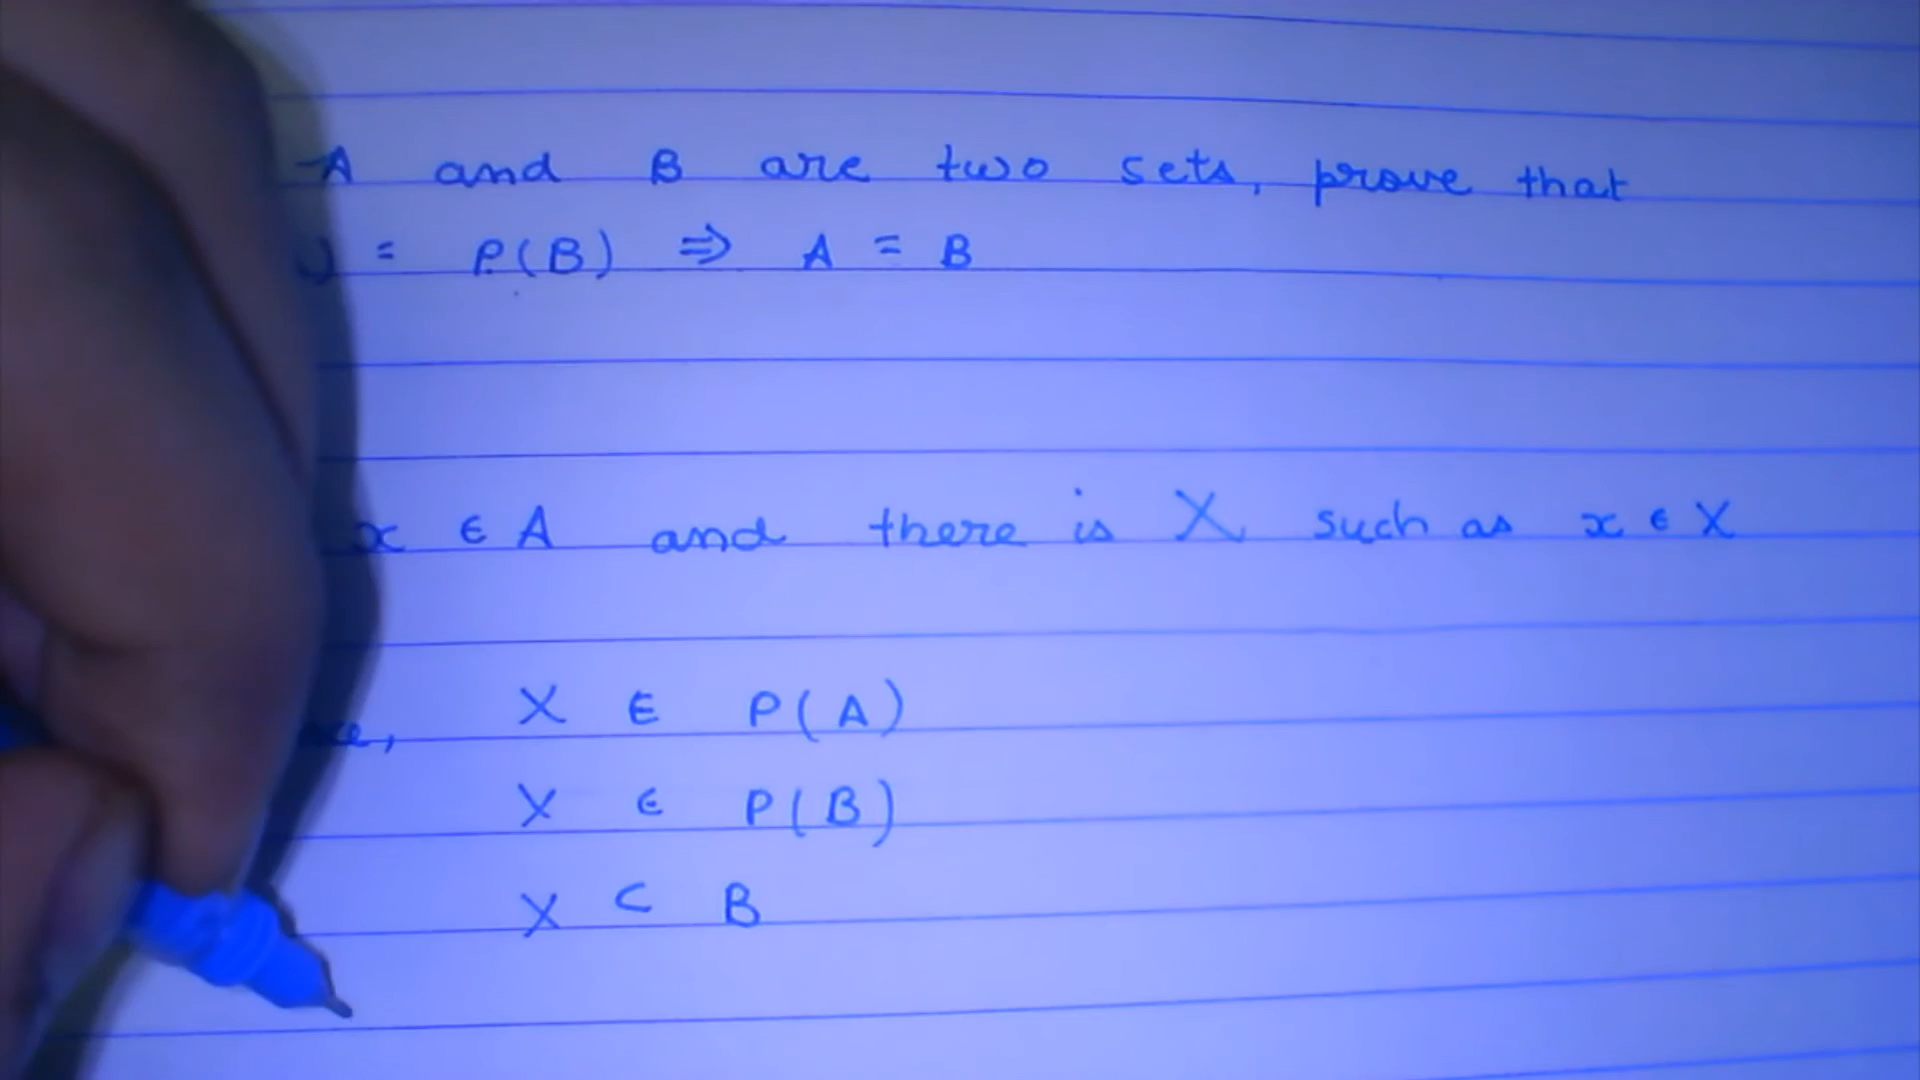 A and B are two sets, prove that
) = P(B) ⇒ A = B
x ∈ A and there is X such as x ∈ X
X ∈ P(A)
X ∈ P(B)
X ⊂ B